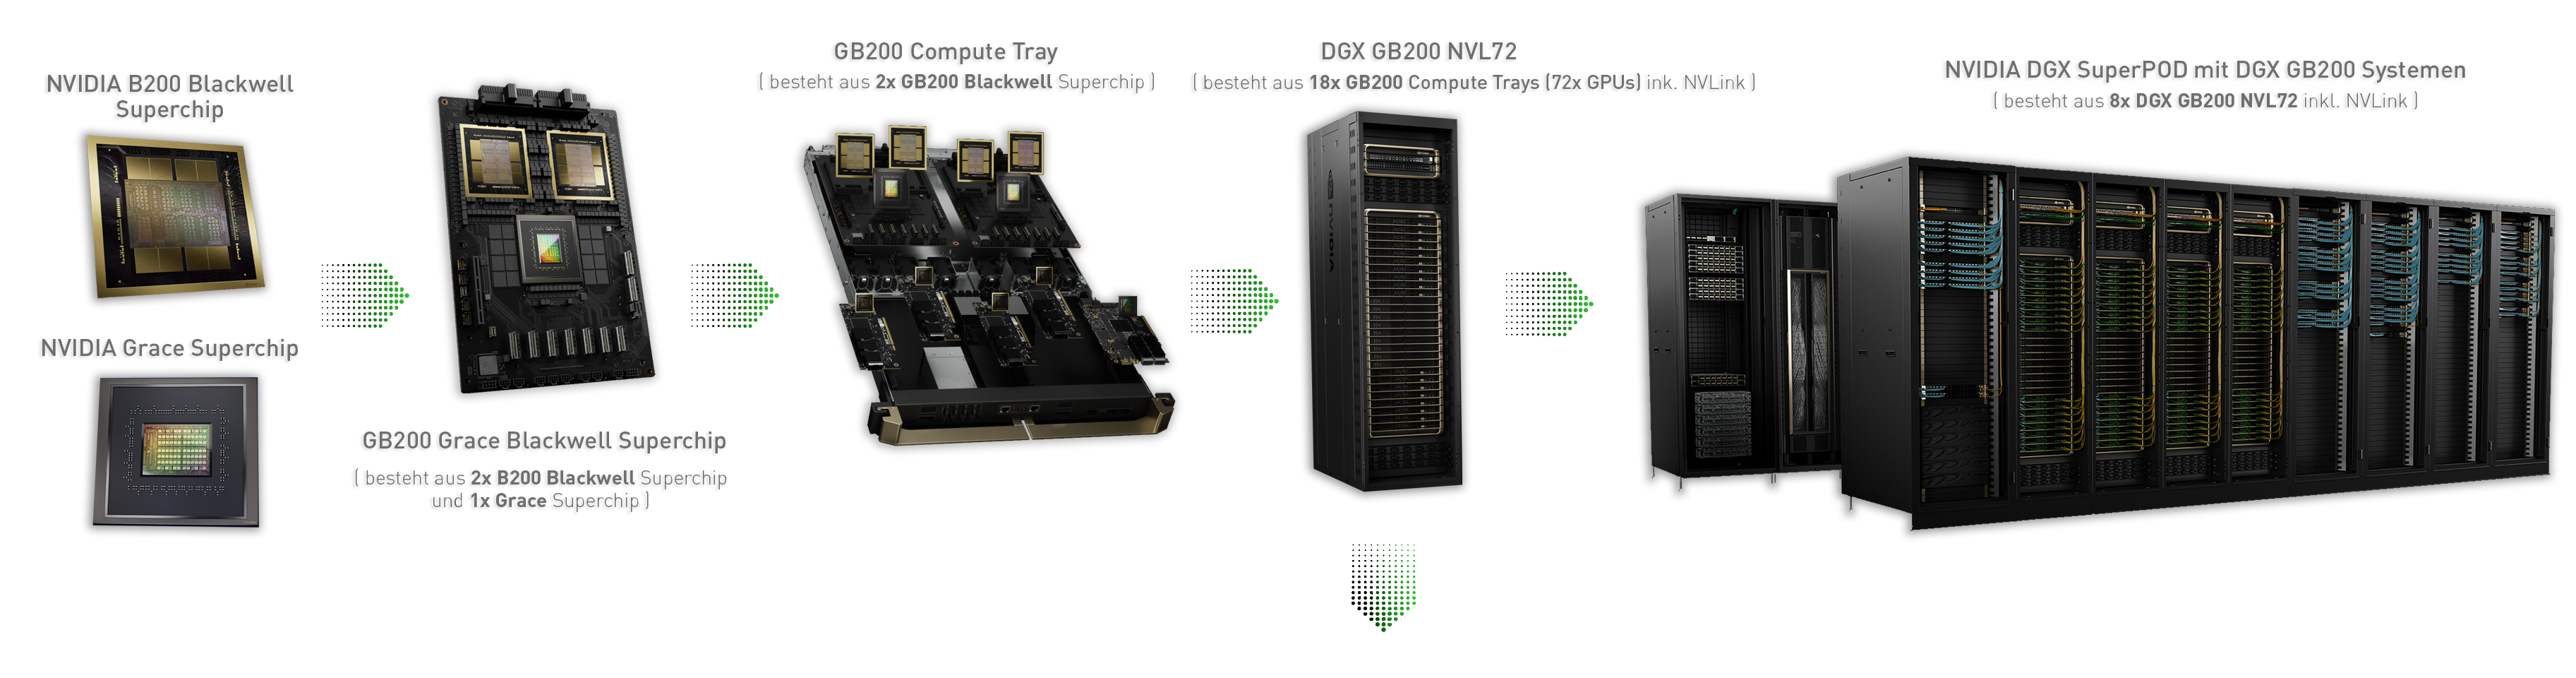 NVIDIA B200 Blackwell
Superchip
NVIDIA Grace Superchip
GB200 Grace Blackwell Superchip
( besteht aus 2x B200 Blackwell Superchip
und 1x Grace Superchip )
GB200 Compute Tray
( besteht aus 2x GB200 Blackwell Superchip )
DGX GB200 NVL72
( besteht aus 18x GB200 Compute Trays (72x GPUs) ink. NVLink )
NVIDIA
NVIDIA DGX SuperPOD mit DGX GB200 Systemen
( besteht aus 8x DGX GB200 NVL72 inkl. NVLink )